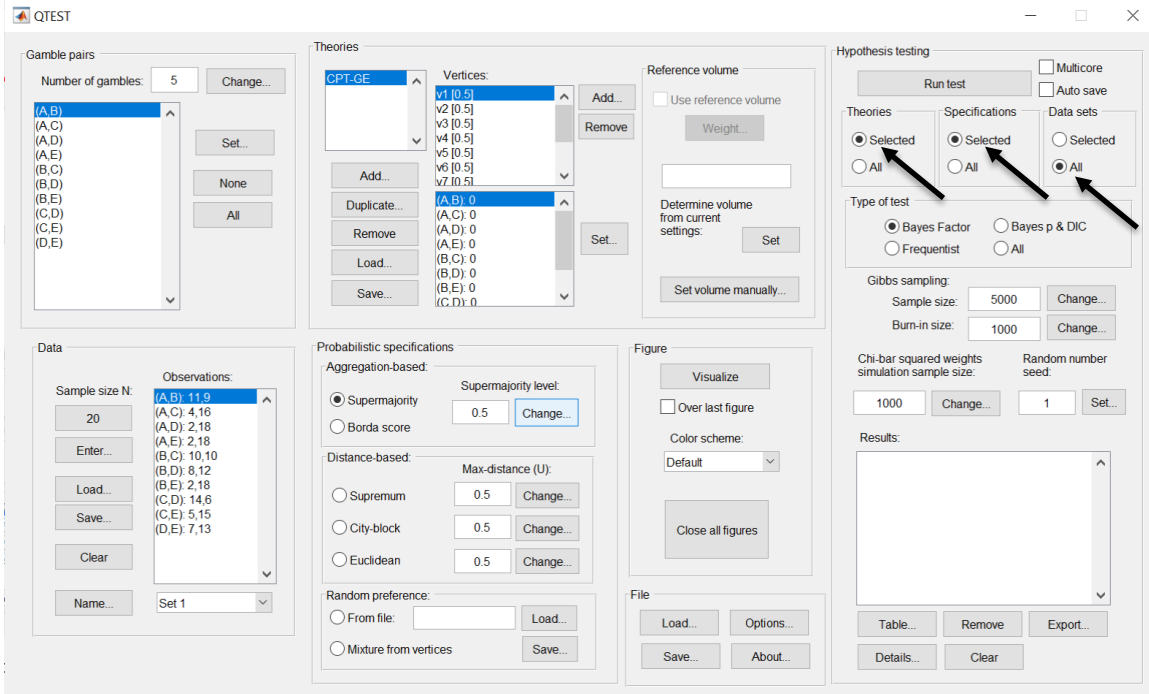 QTEST
Gamble pairs
Number of gambles: 5 Change...
(A,B)
(A,C)
(A,D)
(A,E)
(B,C)
(B,D)
(B,E)
(C,D)
(C,E)
(D,E)
Set...
None
All
Theories
CPT-GE
Add...
Duplicate...
Remove
Load...
Save...
Vertices:
v1 [0.5]
v2 [0.5]
v3 [0.5]
v4 [0.5]
v5 [0.5]
v6 [0.5]
v7 [0.5]
Add...
Remove
(A,B): 0
(A,C): 0
(A,D): 0
(A,E): 0
(B,C): 0
(B,D): 0
(B,E): 0
(C,D): 0
Set...
Reference volume
Use reference volume
Weight...
Determine volume
from current
settings:
Set
Set volume manually...
Hypothesis testing
Run test
Multicore
Auto save
Theories
Selected
All
Specifications
Selected
All
Data sets
Selected
All
Type of test
Bayes Factor
Bayes p & DIC
Frequentist
All
Gibbs sampling:
Sample size: 5000 Change...
Burn-in size: 1000 Change...
Chi-bar squared weights
simulation sample size:
1000 Change...
Random number
seed:
1 Set...
Results:
Table...
Remove
Export...
Details...
Clear
Data
Sample size N:
20
Enter...
Load...
Save...
Clear
Name...
Observations:
(A,B): 11,9
(A,C): 4,16
(A,D): 2,18
(A,E): 2,18
(B,C): 10,10
(B,D): 8,12
(B,E): 2,18
(C,D): 14,6
(C,E): 5,15
(D,E): 7,13
Set 1
Probabilistic specifications
Aggregation-based:
Supermajority
Borda score
Supermajority level:
0.5 Change...
Distance-based:
Max-distance (U):
Supremum 0.5 Change...
City-block 0.5 Change...
Euclidean 0.5 Change...
Random preference:
From file: Load...
Mixture from vertices Save...
Figure
Visualize
Over last figure
Color scheme:
Default
Close all figures
File
Load...
Options...
Save...
About...